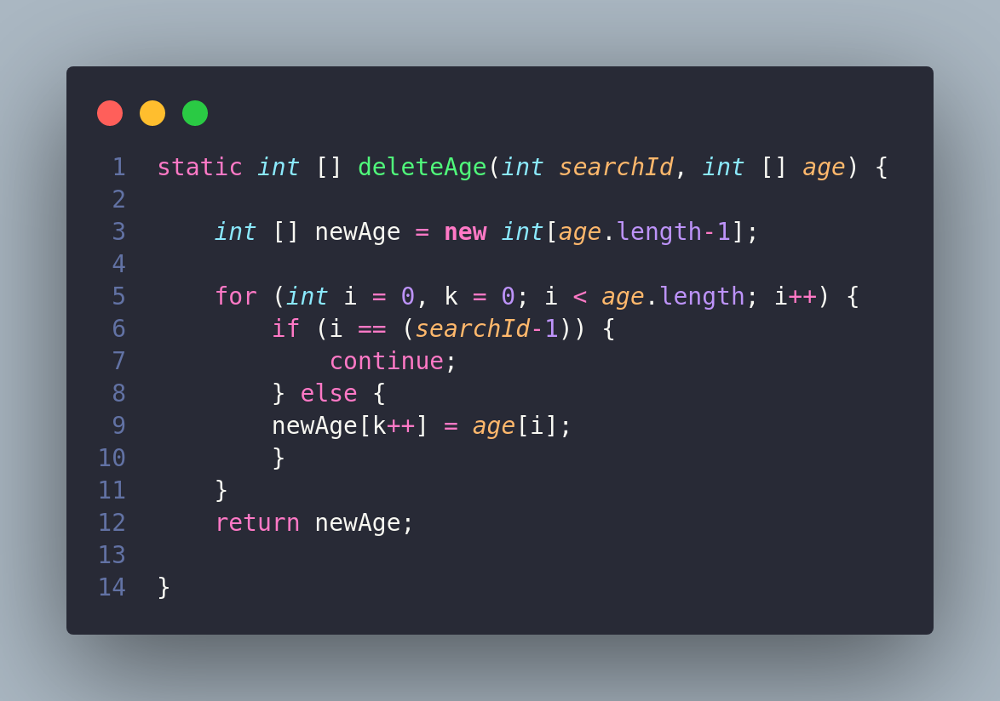 1 static int [] deleteAge(int searchId, int [] age) {
2
3     int [] newAge = new int[age.length-1];
4
5     for (int i = 0, k = 0; i < age.length; i++) {
6         if (i == (searchId-1)) {
7             continue;
8         } else {
9         newAge[k++] = age[i];
10         }
11     }
12     return newAge;
13
14 }